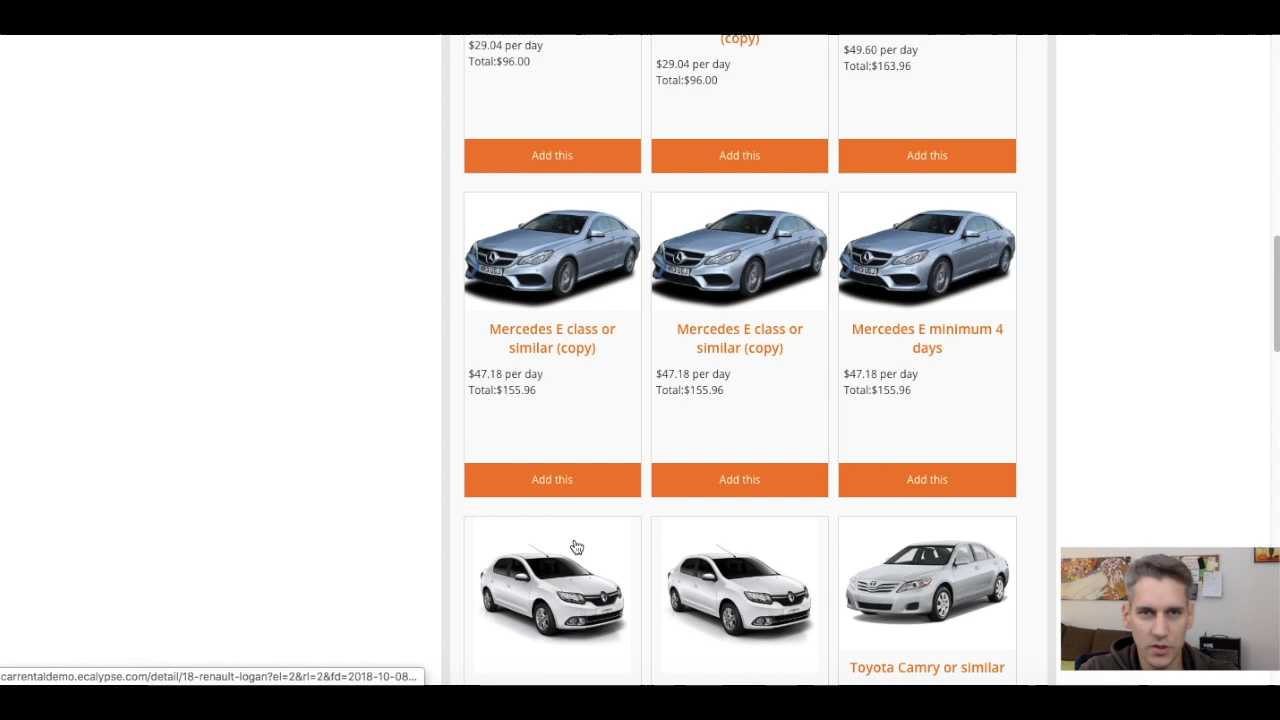 (copy)
$29.04 per day
Total:$96.00
$29.04 per day
Total:$96.00
$49.60 per day
Total:$163.96
Add this
Add this
Add this
Mercedes E class or
similar (copy)
$47.18 per day
Total:$155.96
Mercedes E class or
similar (copy)
$47.18 per day
Total:$155.96
Mercedes E minimum 4
days
$47.18 per day
Total:$155.96
Add this
Add this
Add this
Toyota Camry or similar
carrentaldemo.ecalypse.com/detail/18-renault-logan?el=2&rl=2&fd=2018-10-08...